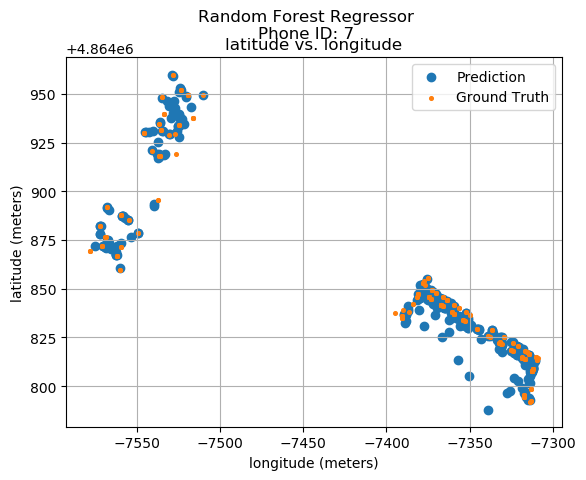 Random Forest Regressor
Phone ID: 7
latitude vs. longitude
+4.864e6
Prediction
Ground Truth
950
925
900
875
850
825
800
latitude (meters)
−7550
−7500
−7450
−7400
−7350
−7300
longitude (meters)